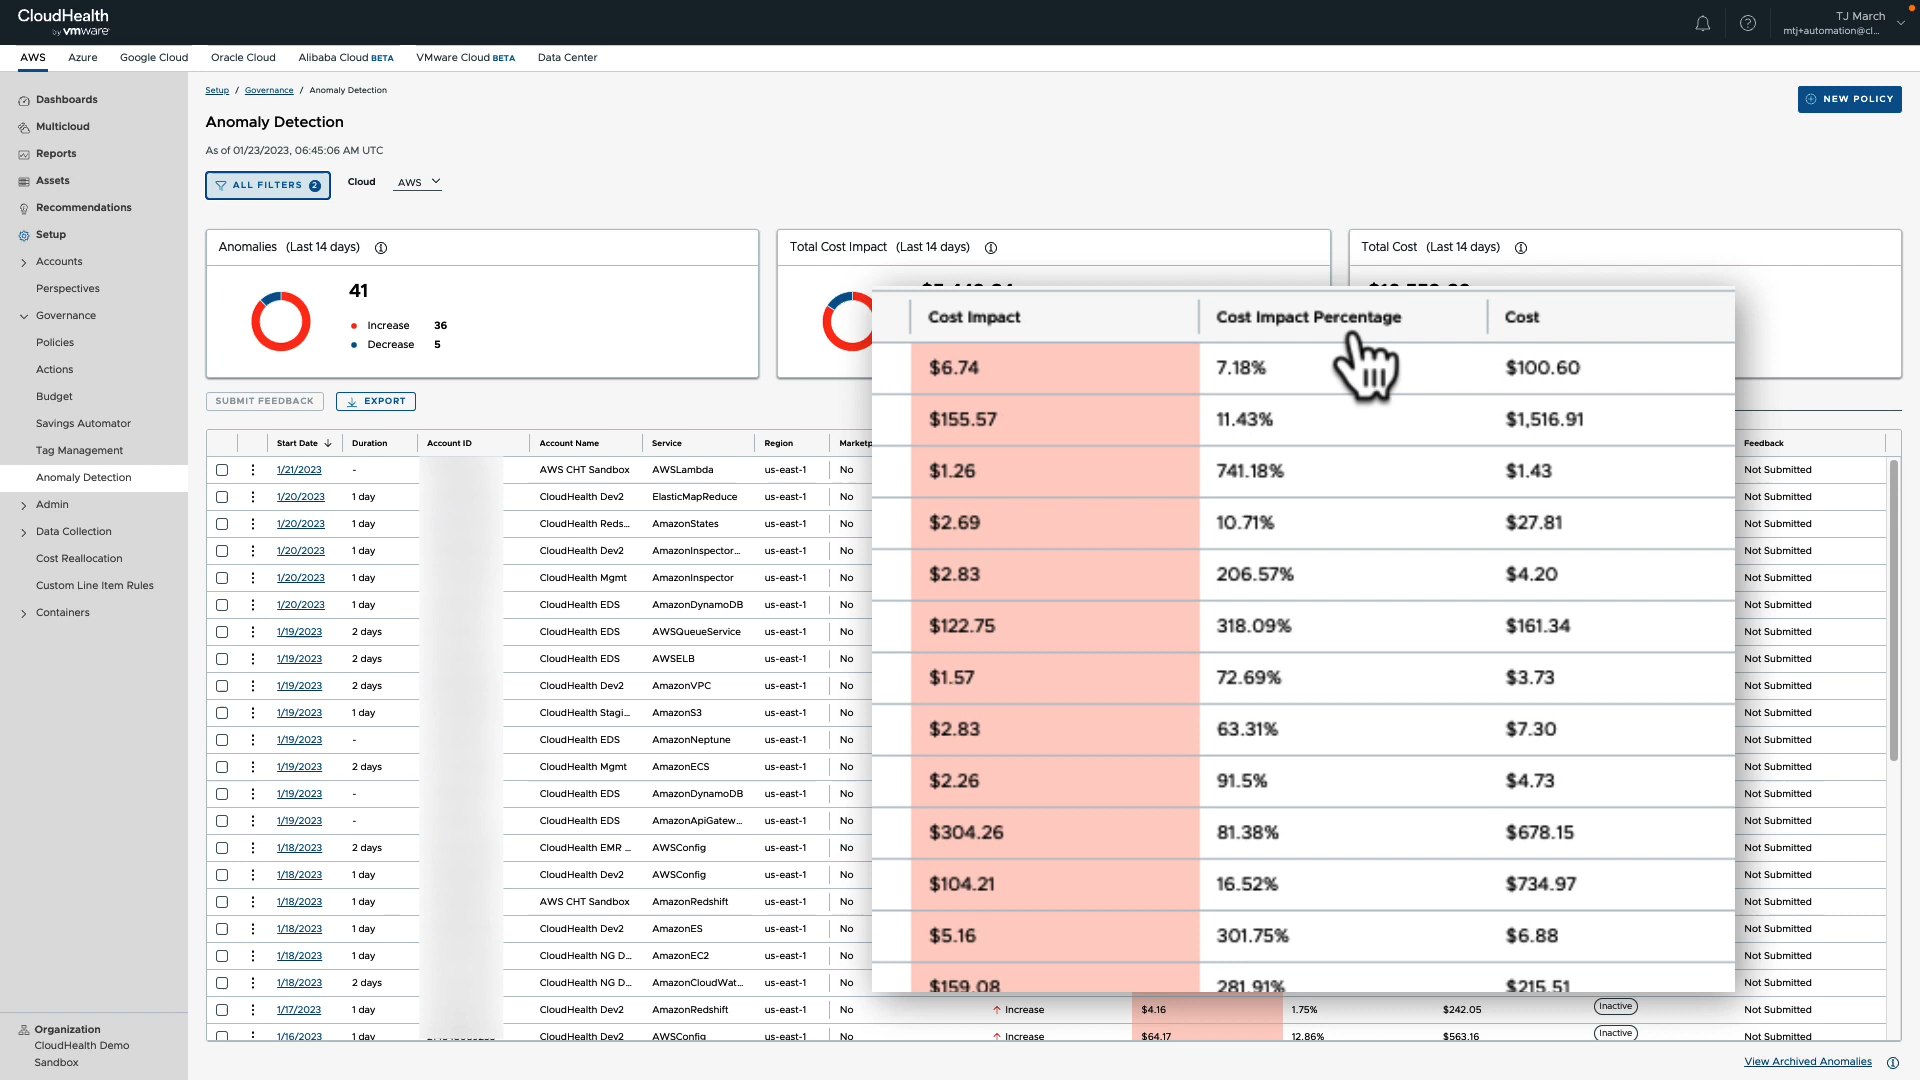 CloudHealth
by vmware
TJ March
mtj+automation@cl...
AWS Azure Google Cloud Oracle Cloud Alibaba Cloud BETA VMware Cloud BETA Data Center
Dashboards
Multicloud
Reports
Assets
Recommendations
Setup
Accounts
Perspectives
Governance
Policies
Actions
Budget
Savings Automator
Tag Management
Anomaly Detection
Admin
Data Collection
Cost Reallocation
Custom Line Item Rules
Containers
Organization
CloudHealth Demo
Sandbox
Setup / Governance / Anomaly Detection
NEW POLICY
Anomaly Detection
As of 01/23/2023, 06:45:06 AM UTC
ALL FILTERS 2 Cloud AWS
Anomalies (Last 14 days)
41
Increase 36
Decrease 5
Total Cost Impact (Last 14 days)
Total Cost (Last 14 days)
SUBMIT FEEDBACK EXPORT
Start Date Duration Account ID Account Name Service Region Marketp Feedback
1/21/2023 - AWS CHT Sandbox AWSLambda us-east-1 No Not Submitted
1/20/2023 1 day CloudHealth Dev2 ElasticMapReduce us-east-1 No Not Submitted
1/20/2023 1 day CloudHealth Reds... AmazonStates us-east-1 No Not Submitted
1/20/2023 1 day CloudHealth Dev2 AmazonInspector... us-east-1 No Not Submitted
1/20/2023 1 day CloudHealth Mgmt AmazonInspector us-east-1 No Not Submitted
1/20/2023 1 day CloudHealth EDS AmazonDynamoDB us-east-1 No Not Submitted
1/19/2023 2 days CloudHealth EDS AWSQueueService us-east-1 No Not Submitted
1/19/2023 2 days CloudHealth EDS AWSELB us-east-1 No Not Submitted
1/19/2023 2 days CloudHealth Dev2 AmazonVPC us-east-1 No Not Submitted
1/19/2023 1 day CloudHealth Stagi... AmazonS3 us-east-1 No Not Submitted
1/19/2023 - CloudHealth EDS AmazonNeptune us-east-1 No Not Submitted
1/19/2023 2 days CloudHealth Mgmt AmazonECS us-east-1 No Not Submitted
1/19/2023 - CloudHealth EDS AmazonDynamoDB us-east-1 No Not Submitted
1/19/2023 - CloudHealth EDS AmazonApiGatew... us-east-1 No Not Submitted
1/18/2023 2 days CloudHealth EMR ... AWSConfig us-east-1 No Not Submitted
1/18/2023 1 day CloudHealth Dev2 AWSConfig us-east-1 No Not Submitted
1/18/2023 1 day AWS CHT Sandbox AmazonRedshift us-east-1 No Not Submitted
1/18/2023 1 day CloudHealth Dev2 AmazonES us-east-1 No Not Submitted
1/18/2023 1 day CloudHealth NG D... AmazonEC2 us-east-1 No Not Submitted
1/18/2023 2 days CloudHealth NG D... AmazonCloudWat... us-east-1 No Not Submitted
1/17/2023 1 day CloudHealth Dev2 AmazonRedshift us-east-1 No Increase $4.16 1.75% $242.05 Inactive Not Submitted
1/16/2023 1 day CloudHealth Dev2 AWSConfig us-east-1 No Increase $64.17 12.86% $563.16 Inactive Not Submitted
Cost Impact Cost Impact Percentage Cost
$6.74 7.18% $100.60
$155.57 11.43% $1,516.91
$1.26 741.18% $1.43
$2.69 10.71% $27.81
$2.83 206.57% $4.20
$122.75 318.09% $161.34
$1.57 72.69% $3.73
$2.83 63.31% $7.30
$2.26 91.5% $4.73
$304.26 81.38% $678.15
$104.21 16.52% $734.97
$5.16 301.75% $6.88
$159.08 281.91% $215.51
View Archived Anomalies